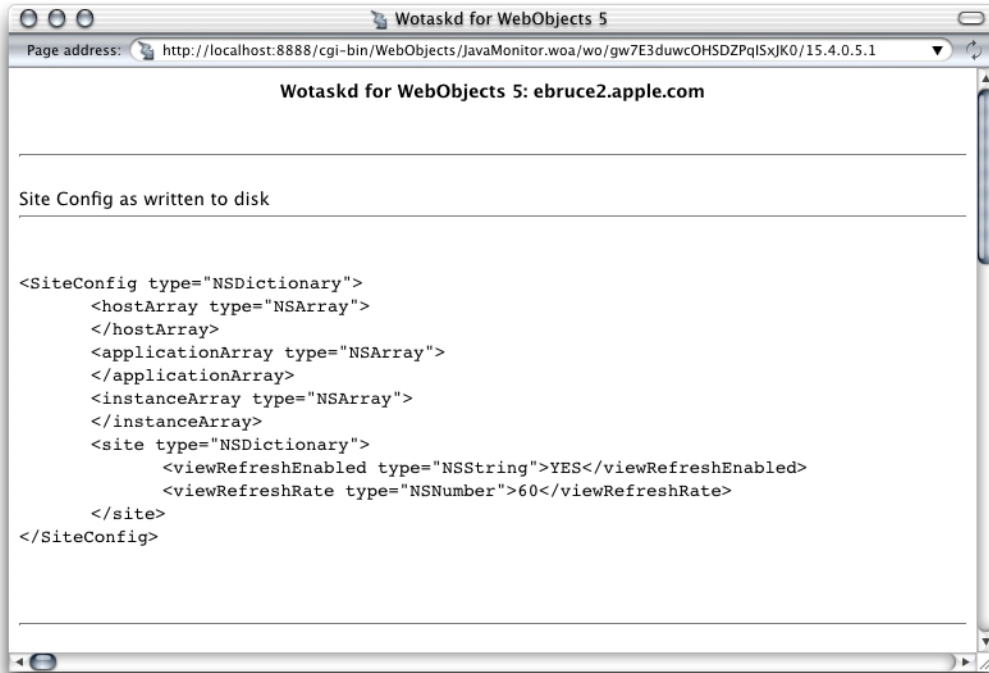 Wotaskd for WebObjects 5
Page address: http://localhost:8888/cgi-bin/WebObjects/JavaMonitor.woa/wo/gw7E3duwcOHSDZPqISxJK0/15.4.0.5.1
Wotaskd for WebObjects 5: ebruce2.apple.com
Site Config as written to disk
<SiteConfig type="NSDictionary">
<hostArray type="NSArray">
</hostArray>
<applicationArray type="NSArray">
</applicationArray>
<instanceArray type="NSArray">
</instanceArray>
<site type="NSDictionary">
<viewRefreshEnabled type="NSString">YES</viewRefreshEnabled>
<viewRefreshRate type="NSNumber">60</viewRefreshRate>
</site>
</SiteConfig>